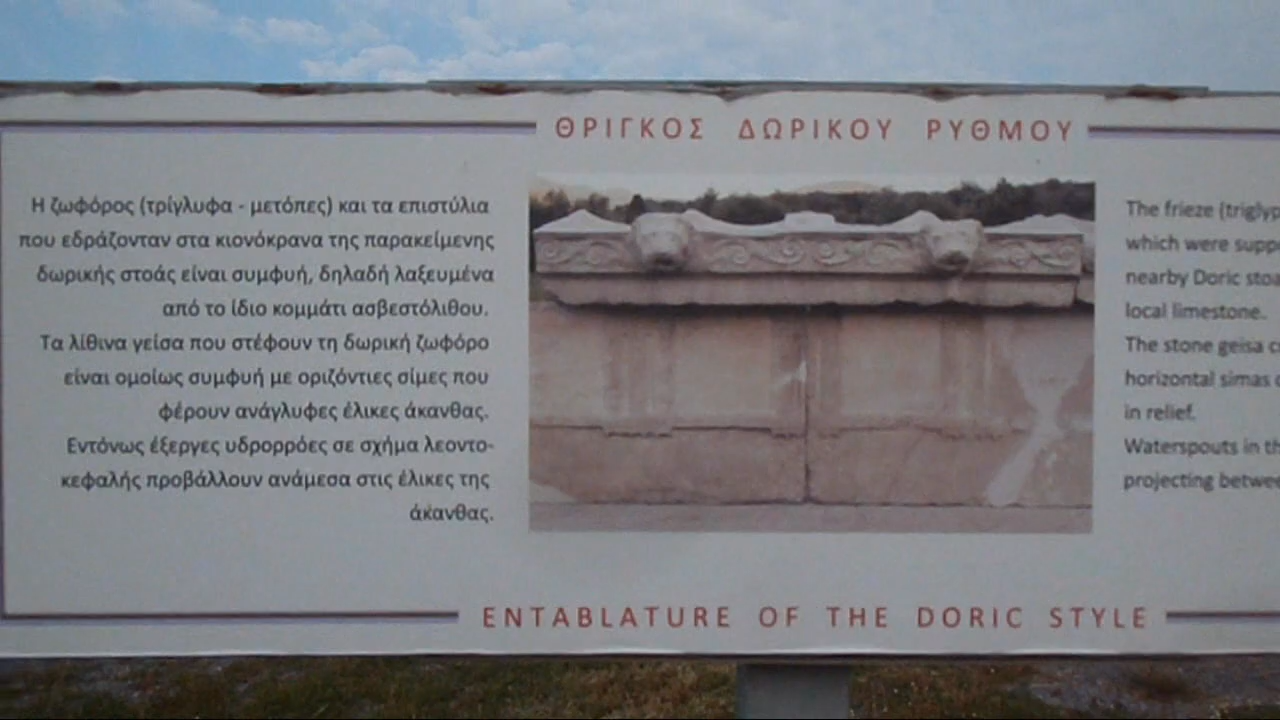 ΘΡΙΓΚΟΣ ΔΩΡΙΚΟΥ ΡΥΘΜΟΥ
Η ζωφόρος (τρίγλυφα - μετόπες) και τα επιστύλια
που εδράζονταν στα κιονόκρανα της παρακείμενης
δωρικής στοάς είναι συμφυή, δηλαδή λαξευμένα
από το ίδιο κομμάτι ασβεστόλιθου.
Τα λίθινα γείσα που στέφουν τη δωρική ζωφόρο
είναι ομοίως συμφυή με οριζόντιες σίμες που
φέρουν ανάγλυφες έλικες άκανθας.
Εντόνως έξεργες υδρορρόες σε σχήμα λεοντο-
κεφαλής προβάλλουν ανάμεσα στις έλικες της
άκανθας.
The frieze
which were
nearby Doric
local limestone.
The stone geisa
horizontal simas
in relief.
Waterspouts in
projecting
ENTABLATURE OF THE DORIC STYLE